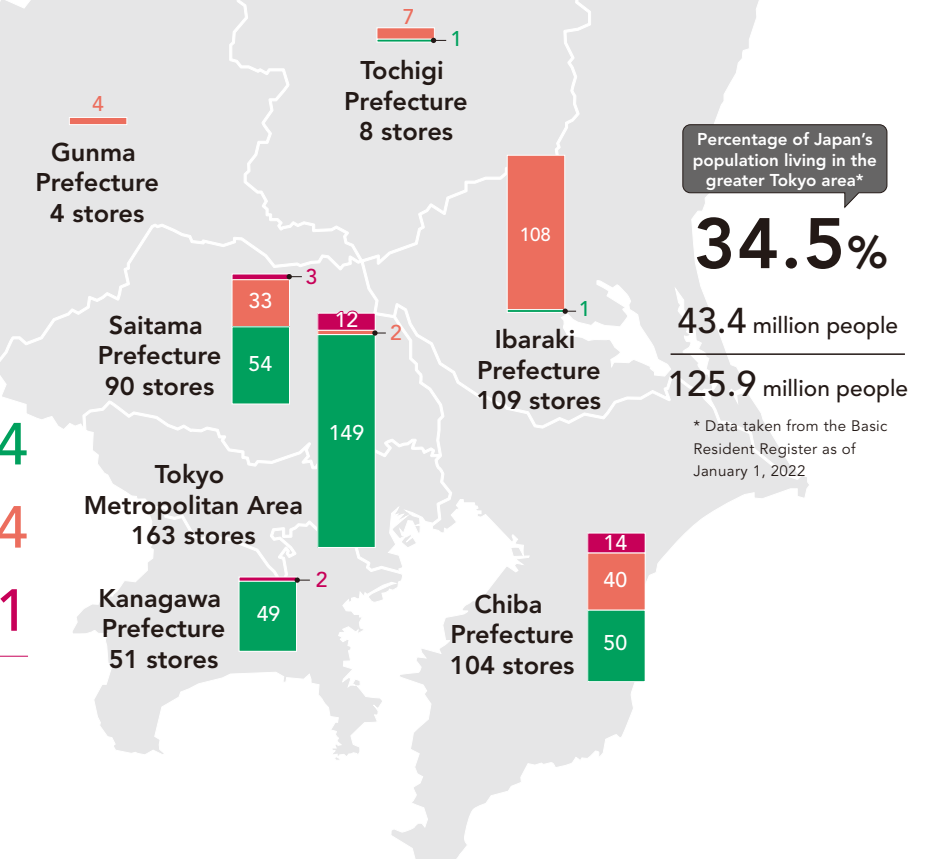 7
1
Tochigi
Prefecture
8 stores
4
Gunma
Prefecture
4 stores
Percentage of Japan's
population living in the
greater Tokyo area*
34.5%
43.4 million people
125.9 million people
* Data taken from the Basic
Resident Register as of
January 1, 2022
108
1
Ibaraki
Prefecture
109 stores
3
33
54
Saitama
Prefecture
90 stores
12
2
149
Tokyo
Metropolitan Area
163 stores
4
4
1
2
49
Kanagawa
Prefecture
51 stores
14
40
50
Chiba
Prefecture
104 stores